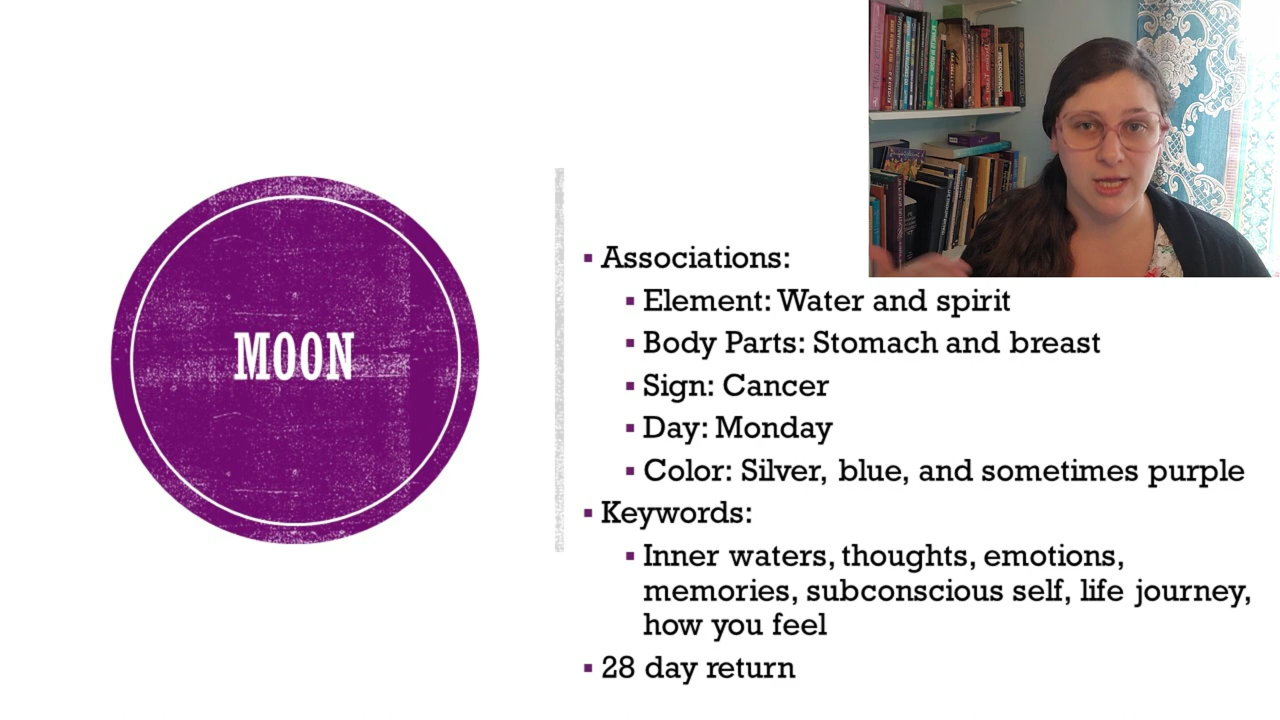 MOON
Associations:
Element: Water and spirit
Body Parts: Stomach and breast
Sign: Cancer
Day: Monday
Color: Silver, blue, and sometimes purple
Keywords:
Inner waters, thoughts, emotions,
memories, subconscious self, life journey,
how you feel
28 day return